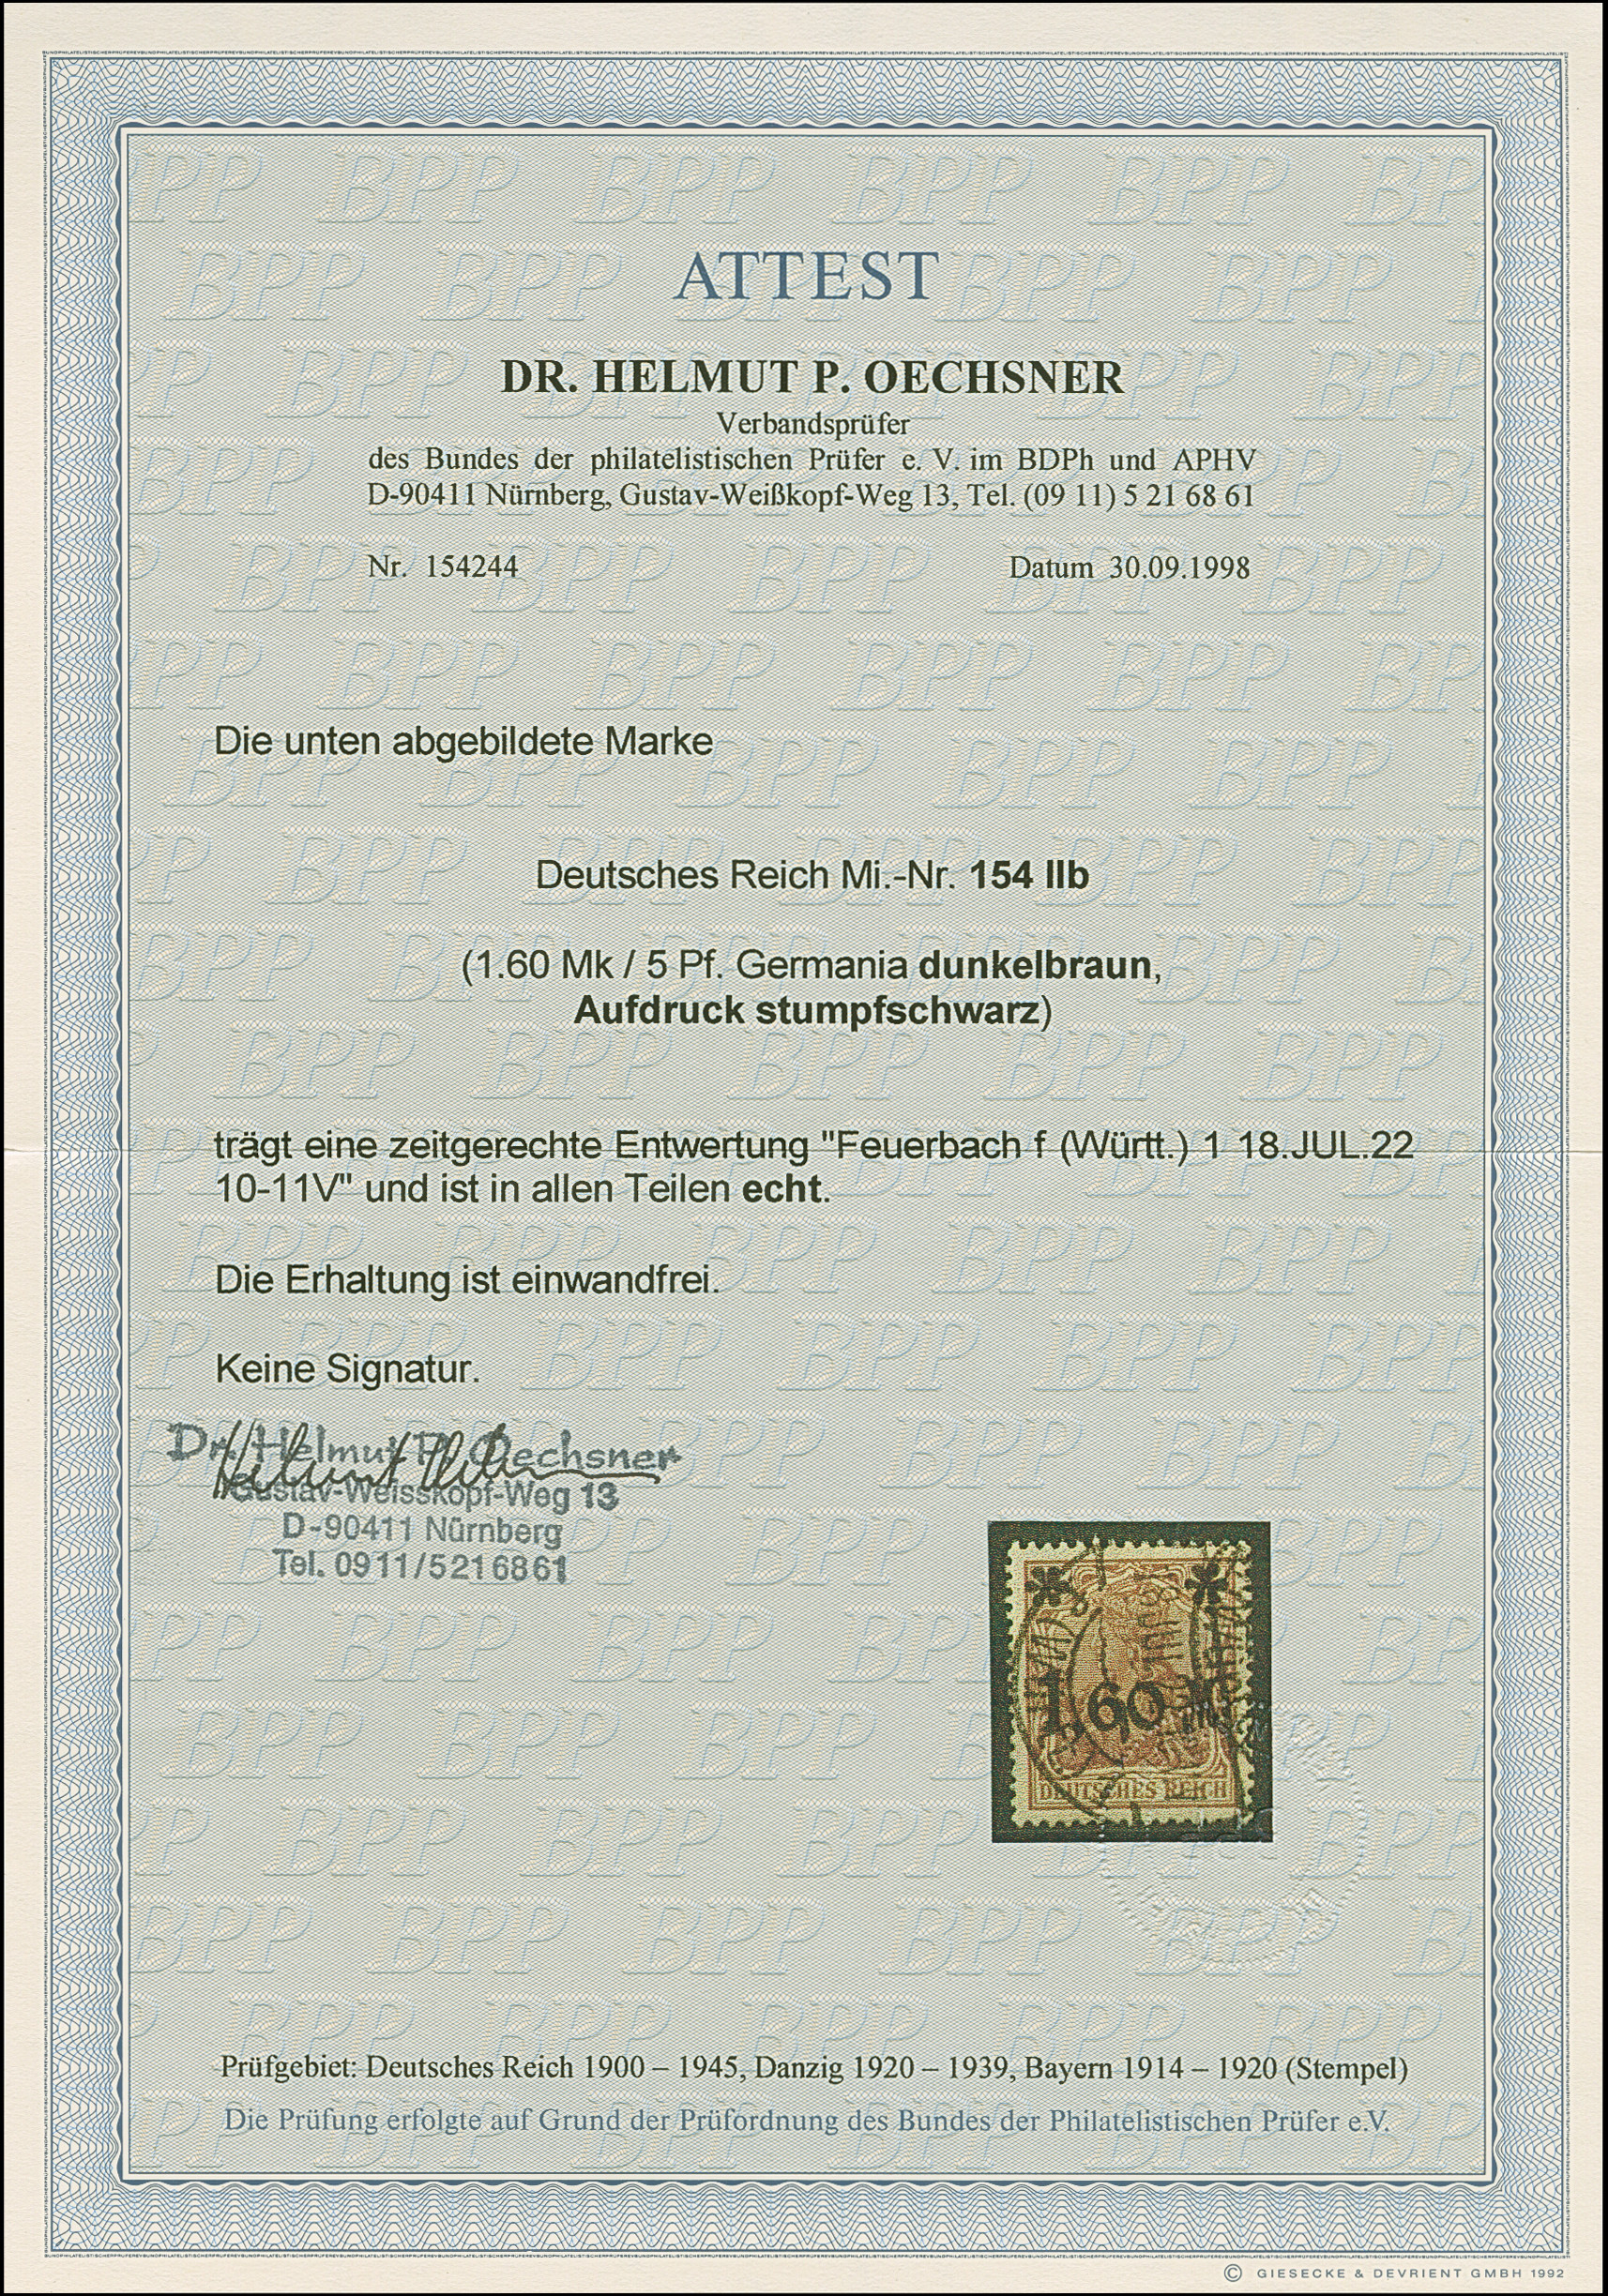 ATTEST
DR. HELMUT P. OECHSNER
Verbandsprüfer
des Bundes der philatelistischen Prüfer e. V. im BDPh und APHV
D-90411 Nürnberg, Gustav-Weißkopf-Weg 13, Tel. (09 11) 5 21 68 61
Nr. 154244 Datum 30.09.1998
Die unten abgebildete Marke
Deutsches Reich Mi.-Nr. 154 IIb
(1.60 Mk / 5 Pf. Germania dunkelbraun,
Aufdruck stumpfschwarz)
trägt eine zeitgerechte Entwertung "Feuerbach f (Württ.) 1 18.JUL.22
10-11V" und ist in allen Teilen echt.
Die Erhaltung ist einwandfrei.
Keine Signatur.
Dr. Helmut P. Oechsner
Gustav-Weisskopf-Weg 13
D-90411 Nürnberg
Tel. 0911/5216861
1,60 M
DEUTSCHES REICH
Prüfgebiet: Deutsches Reich 1900 – 1945, Danzig 1920 – 1939, Bayern 1914 – 1920 (Stempel)
Die Prüfung erfolgte auf Grund der Prüfordnung des Bundes der Philatelistischen Prüfer e.V.
© GIESECKE & DEVRIENT GMBH 1992